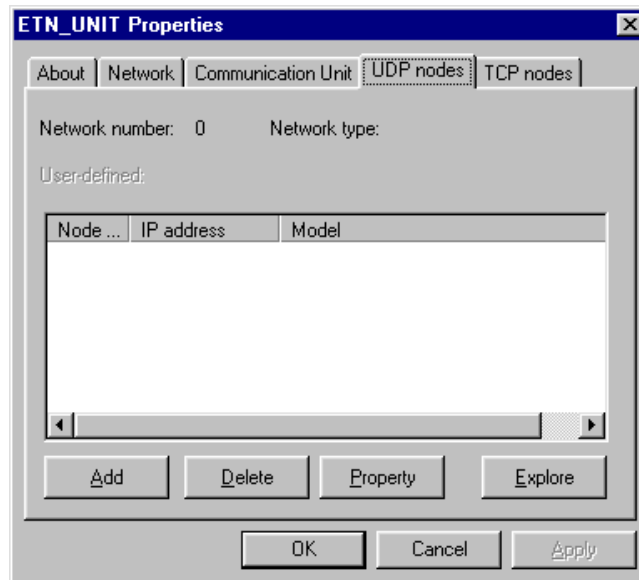 ETN_UNIT Properties
About Network Communication Unit UDP nodes TCP nodes
Network number: 0 Network type:
User-defined:
Node ... IP address Model
Add Delete Property Explore
OK Cancel Apply